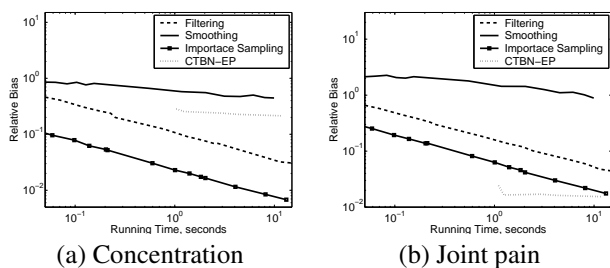 Filtering
Smoothing
Importace Sampling
CTBN-EP
10^1
10^0
10^-1
10^-2
Relative Bias
10^-1
10^0
10^1
Running Time, seconds
(a) Concentration
Filtering
Smoothing
Importace Sampling
CTBN-EP
10^1
10^0
10^-1
10^-2
Relative Bias
10^-1
10^0
10^1
Running Time, seconds
(b) Joint pain